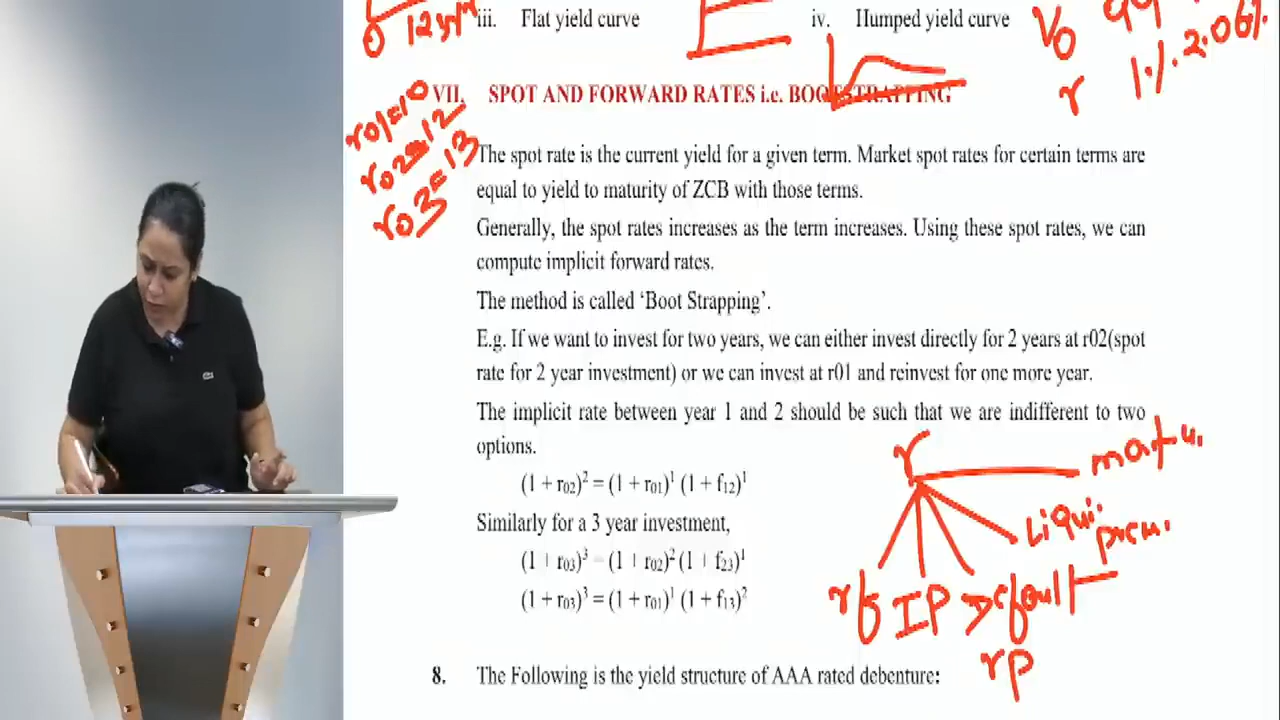 12 yr
iii. Flat yield curve iv. Humped yield curve
r 1% 2.06%
VII. SPOT AND FORWARD RATES i.e. BOOTSTRAPPING
r01=10
r02=12
r03=13
The spot rate is the current yield for a given term. Market spot rates for certain terms are
equal to yield to maturity of ZCB with those terms.
Generally, the spot rates increases as the term increases. Using these spot rates, we can
compute implicit forward rates.
The method is called ‘Boot Strapping’.
E.g. If we want to invest for two years, we can either invest directly for 2 years at r02(spot
rate for 2 year investment) or we can invest at r01 and reinvest for one more year.
The implicit rate between year 1 and 2 should be such that we are indifferent to two
options.
r matu.
(1 + r02)² = (1 + r01)¹ (1 + f12)¹
Similarly for a 3 year investment,
Liqui. prem.
(1 + r03)³ = (1 + r02)² (1 + f23)¹
(1 + r03)³ = (1 + r01)¹ (1 + f13)²
rf IP Default
rp
8. The Following is the yield structure of AAA rated debenture: